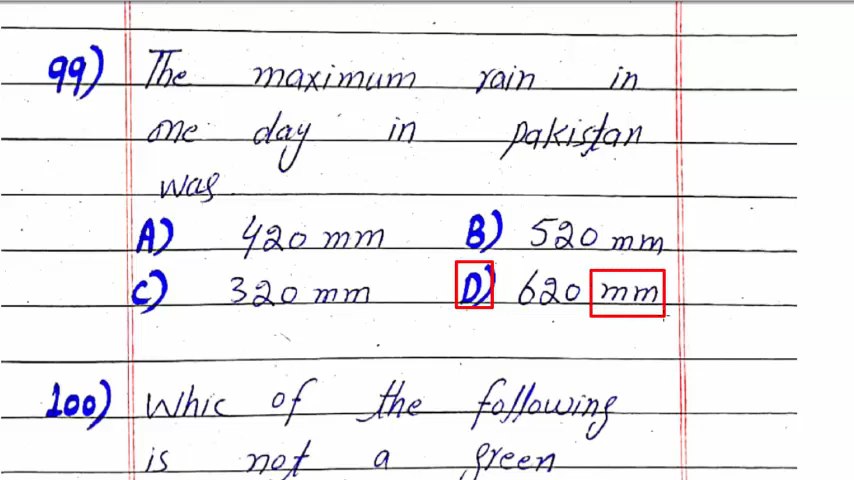 99) The maximum rain in
one day in pakistan
was
A) 420 mm B) 520 mm
C) 320 mm D) 620 mm
100) Whic of the following
is not a green